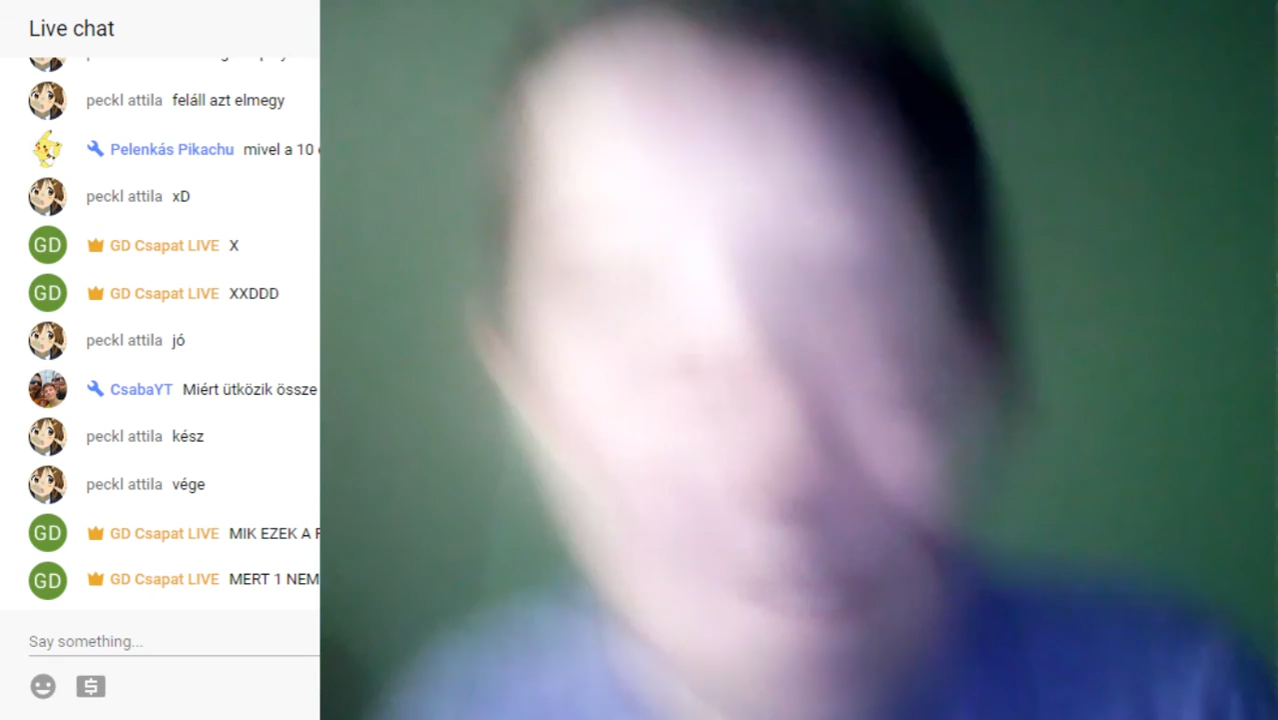 Live chat
peckl attila feláll azt elmegy
Pelenkás Pikachu mivel a 10
peckl attila xD
GD GD Csapat LIVE X
GD GD Csapat LIVE XXDDD
peckl attila jó
CsabaYT Miért ütközik össze
peckl attila kész
peckl attila vége
GD GD Csapat LIVE MIK EZEK A
GD GD Csapat LIVE MERT 1 NEM
Say something...